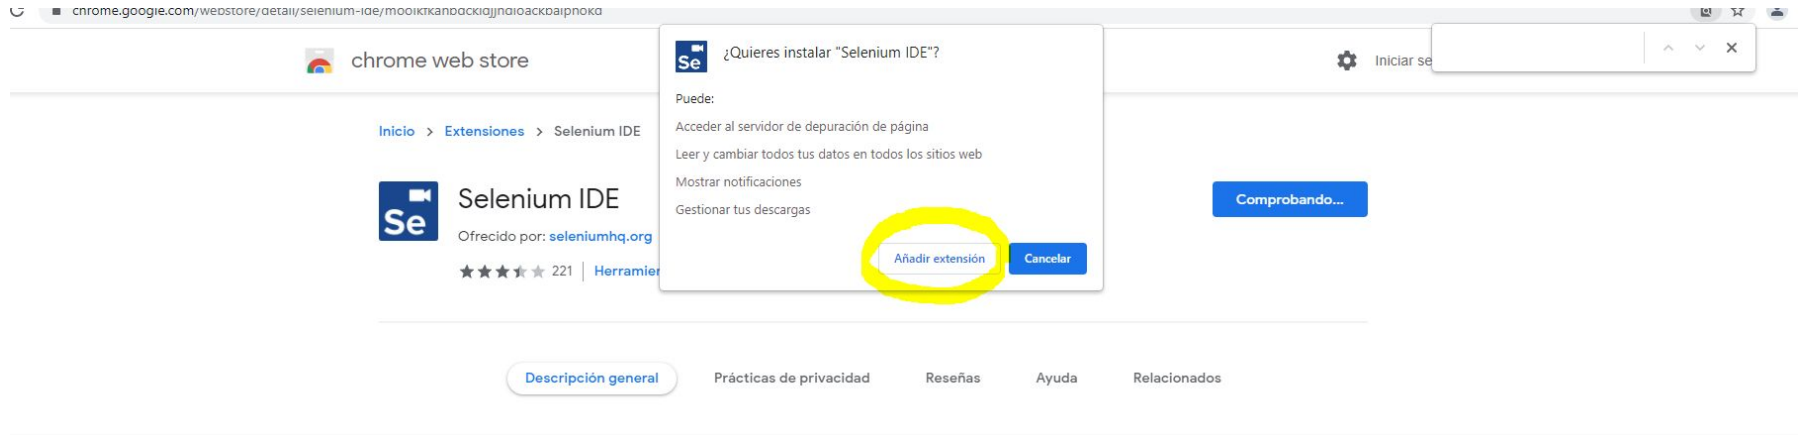 chrome.google.com/webstore/detail/selenium-ide/mooikfkahbdckldjjndioackbalphokd
chrome web store
Iniciar se
¿Quieres instalar "Selenium IDE"?
Puede:
Acceder al servidor de depuración de página
Leer y cambiar todos tus datos en todos los sitios web
Mostrar notificaciones
Gestionar tus descargas
Añadir extensión
Cancelar
Inicio > Extensiones > Selenium IDE
Se
Se
Selenium IDE
Ofrecido por: seleniumhq.org
221 | Herramier
Comprobando...
Descripción general
Prácticas de privacidad
Reseñas
Ayuda
Relacionados